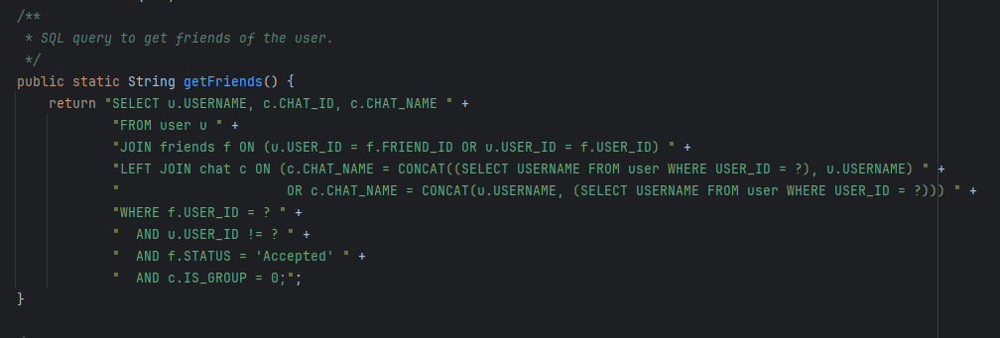 /**
 * SQL query to get friends of the user.
 */
public static String getFriends() {
    return "SELECT u.USERNAME, c.CHAT_ID, c.CHAT_NAME " +
            "FROM user u " +
            "JOIN friends f ON (u.USER_ID = f.FRIEND_ID OR u.USER_ID = f.USER_ID) " +
            "LEFT JOIN chat c ON (c.CHAT_NAME = CONCAT((SELECT USERNAME FROM user WHERE USER_ID = ?), u.USERNAME) " +
            "                     OR c.CHAT_NAME = CONCAT(u.USERNAME, (SELECT USERNAME FROM user WHERE USER_ID = ?))) " +
            "WHERE f.USER_ID = ? " +
            "  AND u.USER_ID != ? " +
            "  AND f.STATUS = 'Accepted' " +
            "  AND c.IS_GROUP = 0;";
}